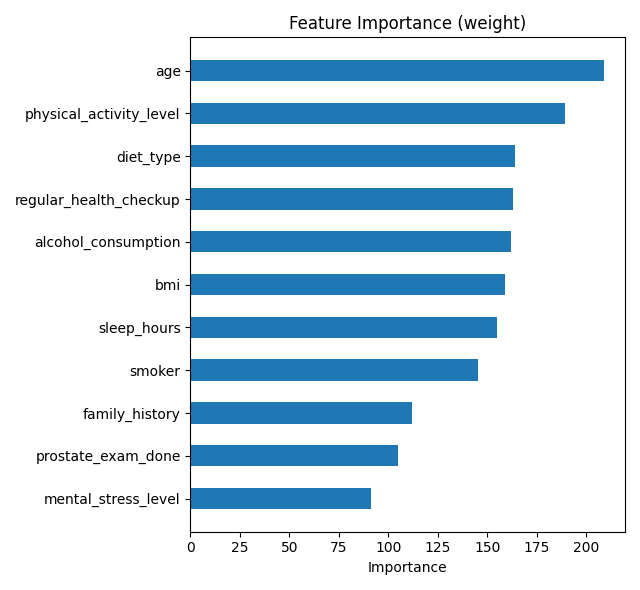 Feature Importance (weight)
age
physical_activity_level
diet_type
regular_health_checkup
alcohol_consumption
bmi
sleep_hours
smoker
family_history
prostate_exam_done
mental_stress_level
0 25 50 75 100 125 150 175 200
Importance